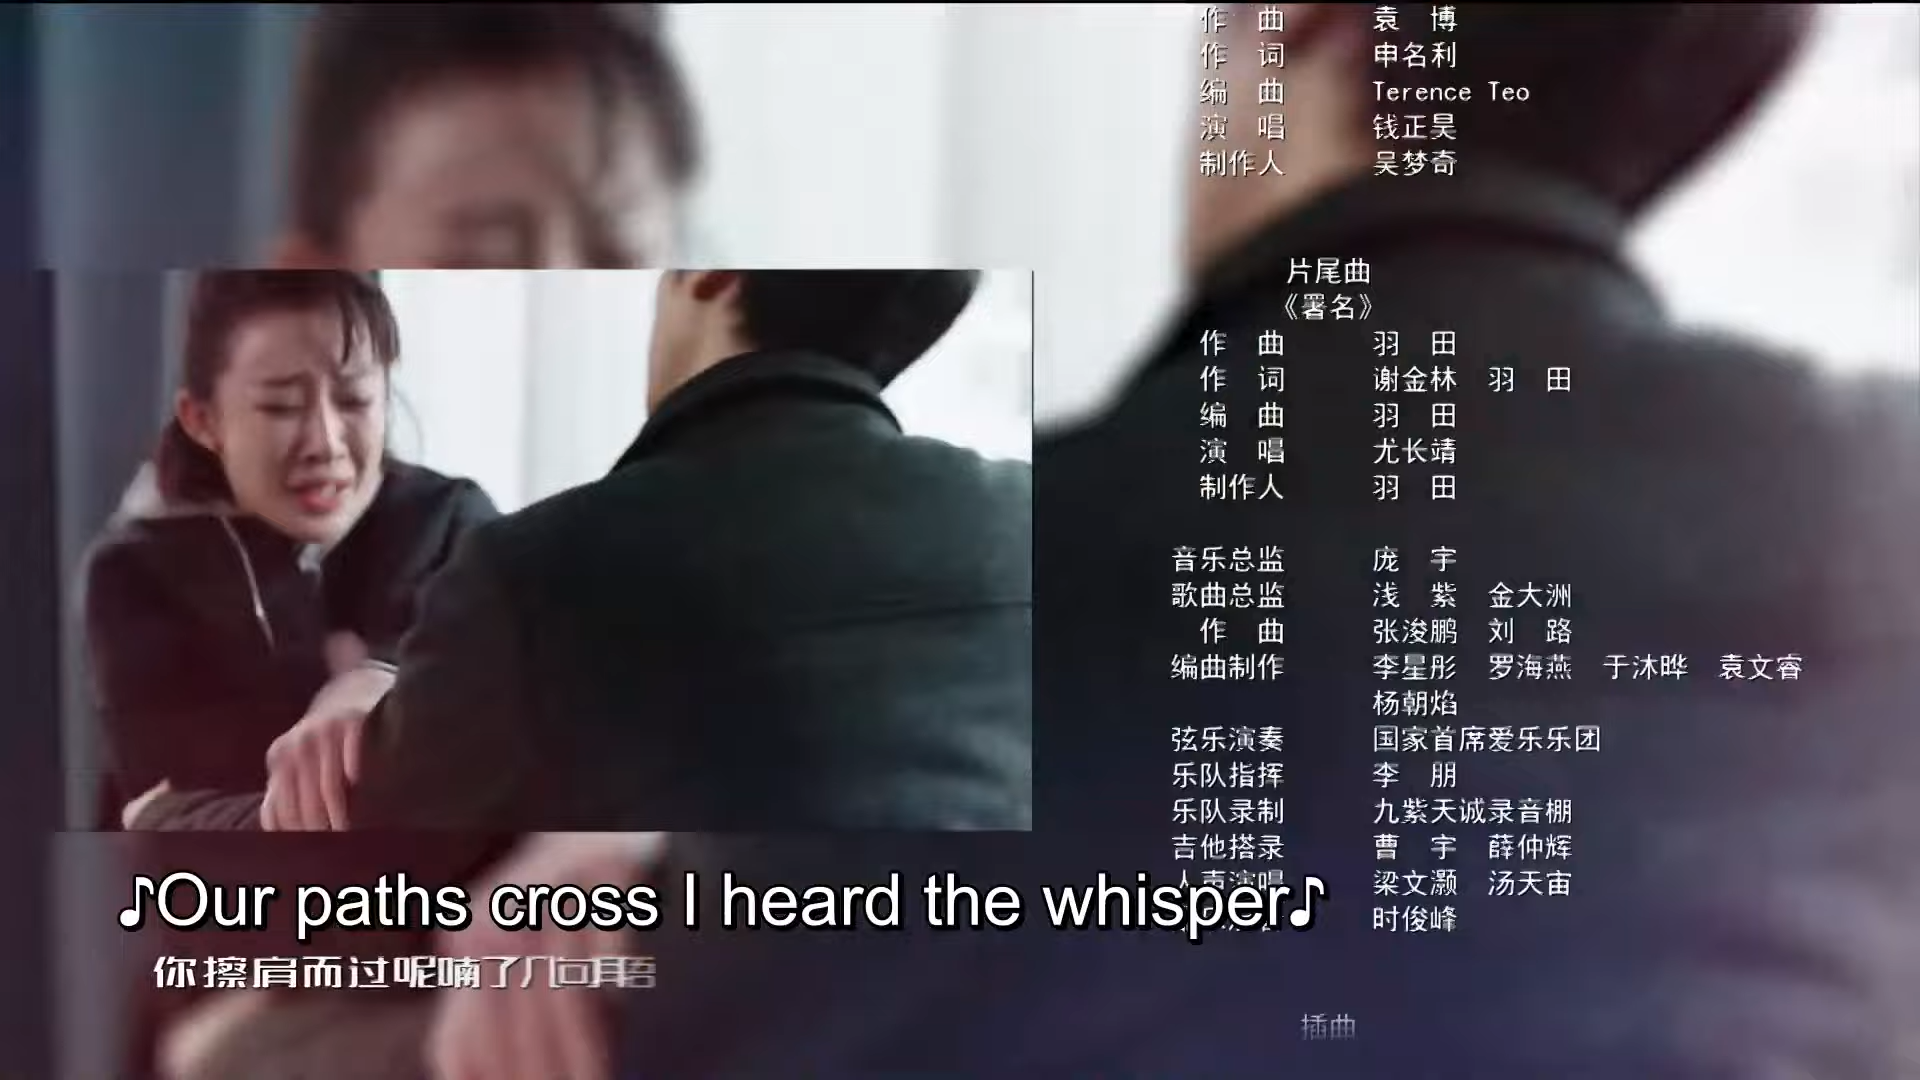 作 曲 袁 博
作 词 申名利
编 曲 Terence Teo
演 唱 钱正昊
制作人 吴梦奇
片尾曲
《署名》
作 曲 羽 田
作 词 谢金林 羽 田
编 曲 羽 田
演 唱 尤长靖
制作人 羽 田
音乐总监 庞 宇
歌曲总监 浅 紫 金大洲
作 曲 张浚鹏 刘 路
编曲制作 李星彤 罗海燕 于沐晔 袁文睿
杨朝焰
弦乐演奏 国家首席爱乐乐团
乐队指挥 李 朋
乐队录制 九紫天诚录音棚
吉他搭录 曹 宇 薛仲辉
人声演唱 梁文灏 汤天宙
时俊峰
♪Our paths cross I heard the whisper♪
你擦肩而过呢喃了几句耳语
插曲